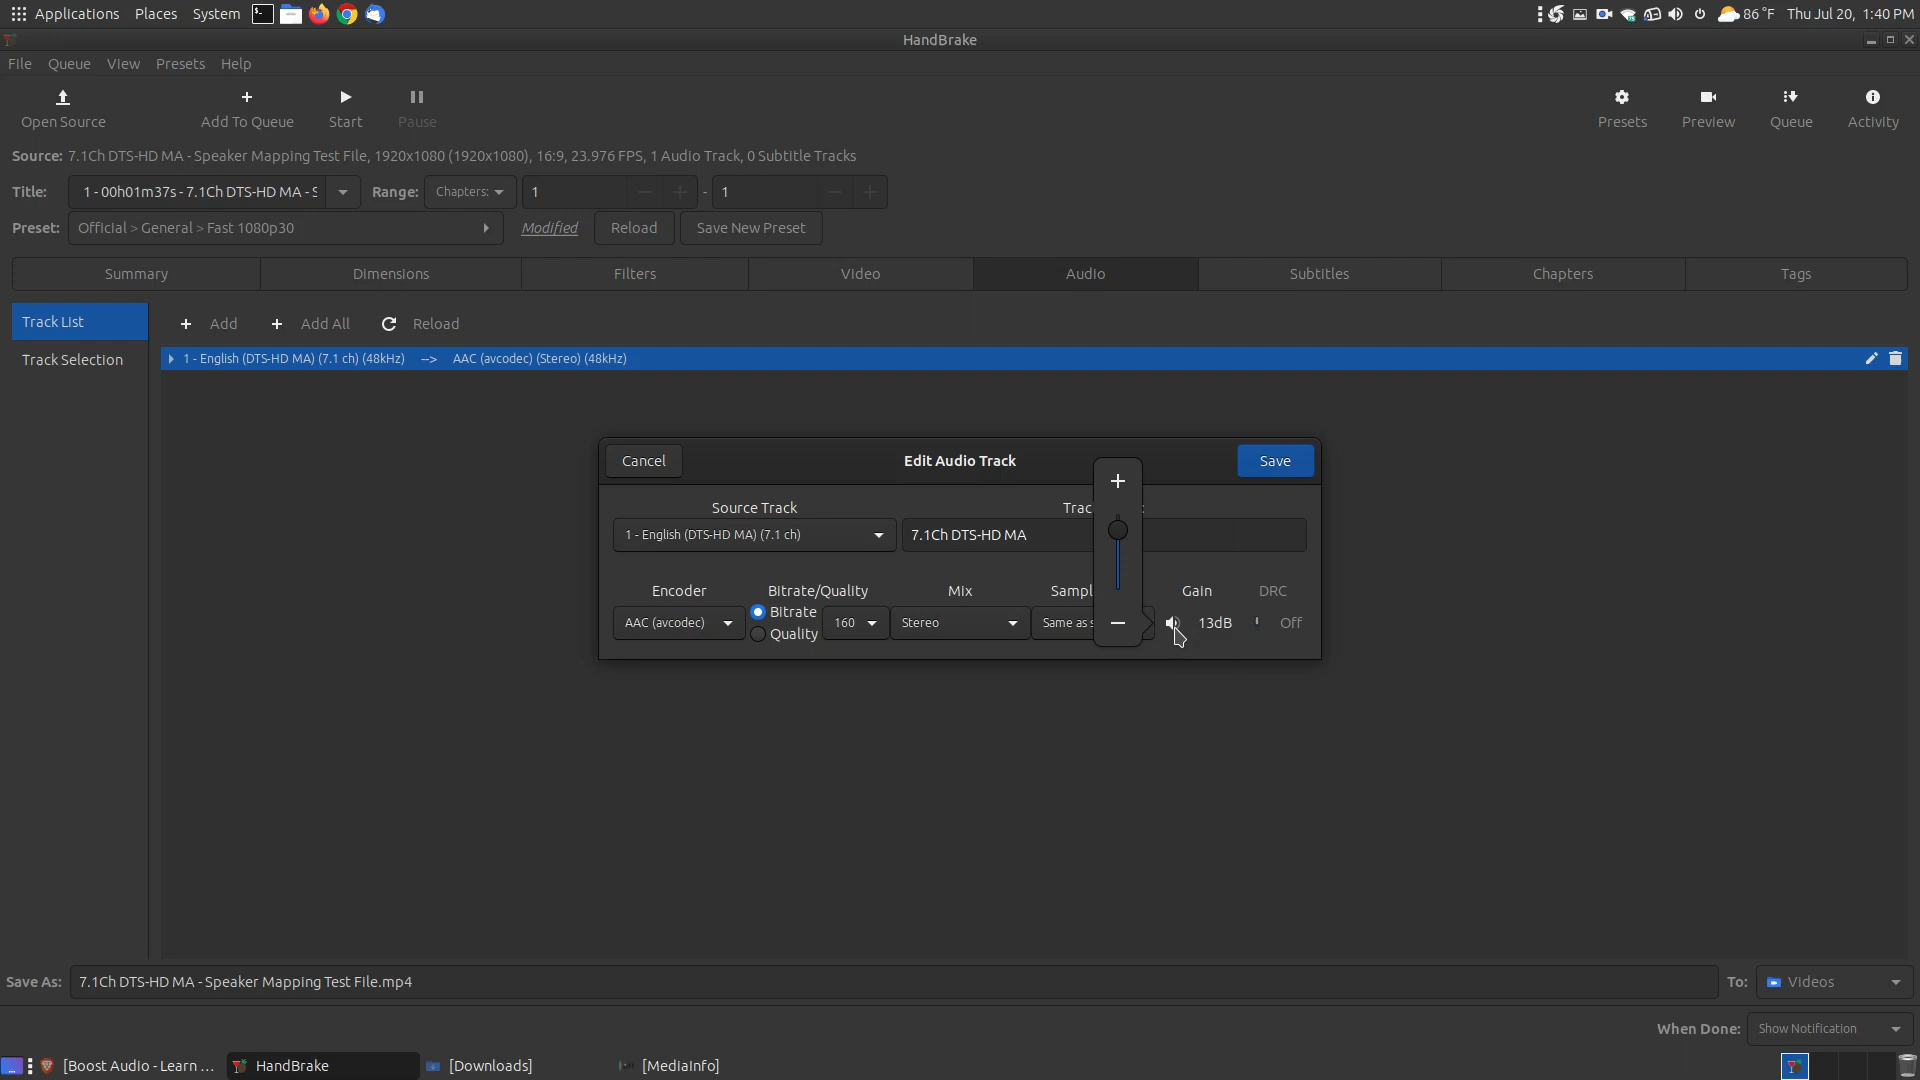 Applications Places System 86 °F Thu Jul 20, 1:40 PM
HandBrake
File Queue View Presets Help
Open Source Add To Queue Start Pause Presets Preview Queue Activity
Source: 7.1Ch DTS-HD MA - Speaker Mapping Test File, 1920x1080 (1920x1080), 16:9, 23.976 FPS, 1 Audio Track, 0 Subtitle Tracks
Title: 1 - 00h01m37s - 7.1Ch DTS-HD MA - S Range: Chapters: 1 - 1
Preset: Official > General > Fast 1080p30 Modified Reload Save New Preset
Summary Dimensions Filters Video Audio Subtitles Chapters Tags
Track List Add Add All Reload
Track Selection
1 - English (DTS-HD MA) (7.1 ch) (48kHz) --> AAC (avcodec) (Stereo) (48kHz)
Cancel Edit Audio Track Save
Source Track Trac
1 - English (DTS-HD MA) (7.1 ch) 7.1Ch DTS-HD MA
Encoder Bitrate/Quality Mix Sampl Gain DRC
AAC (avcodec) Bitrate 160 Stereo Same as s 13dB Off
Quality
Save As: 7.1Ch DTS-HD MA - Speaker Mapping Test File.mp4 To: Videos
When Done: Show Notification
[Boost Audio - Learn ... HandBrake [Downloads] [MediaInfo]